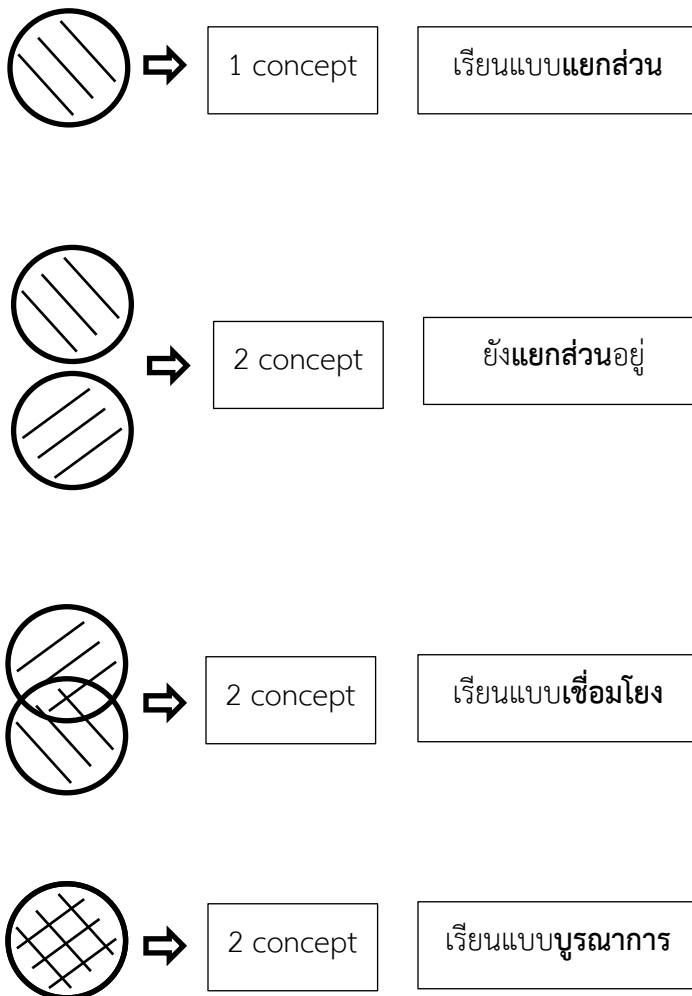 1 concept
เรียนแบบแยกส่วน
2 concept
ยังแยกส่วนอยู่
2 concept
เรียนแบบเชื่อมโยง
2 concept
เรียนแบบบูรณาการ